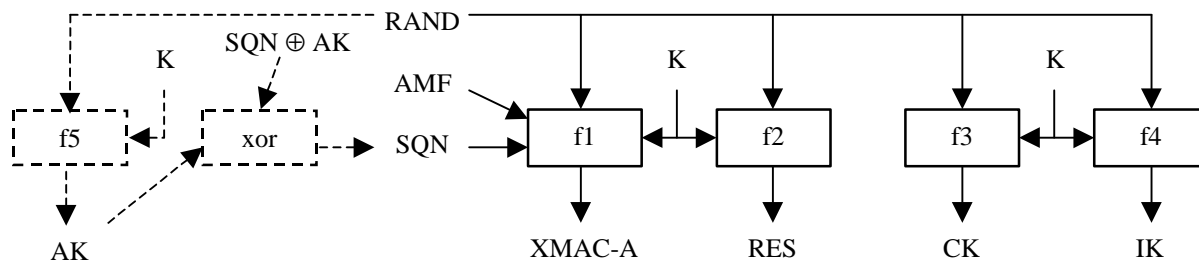 RAND
SQN ⊕ AK
K
K
K
AMF
f5
xor
SQN
f1
f2
f3
f4
AK
XMAC-A
RES
CK
IK